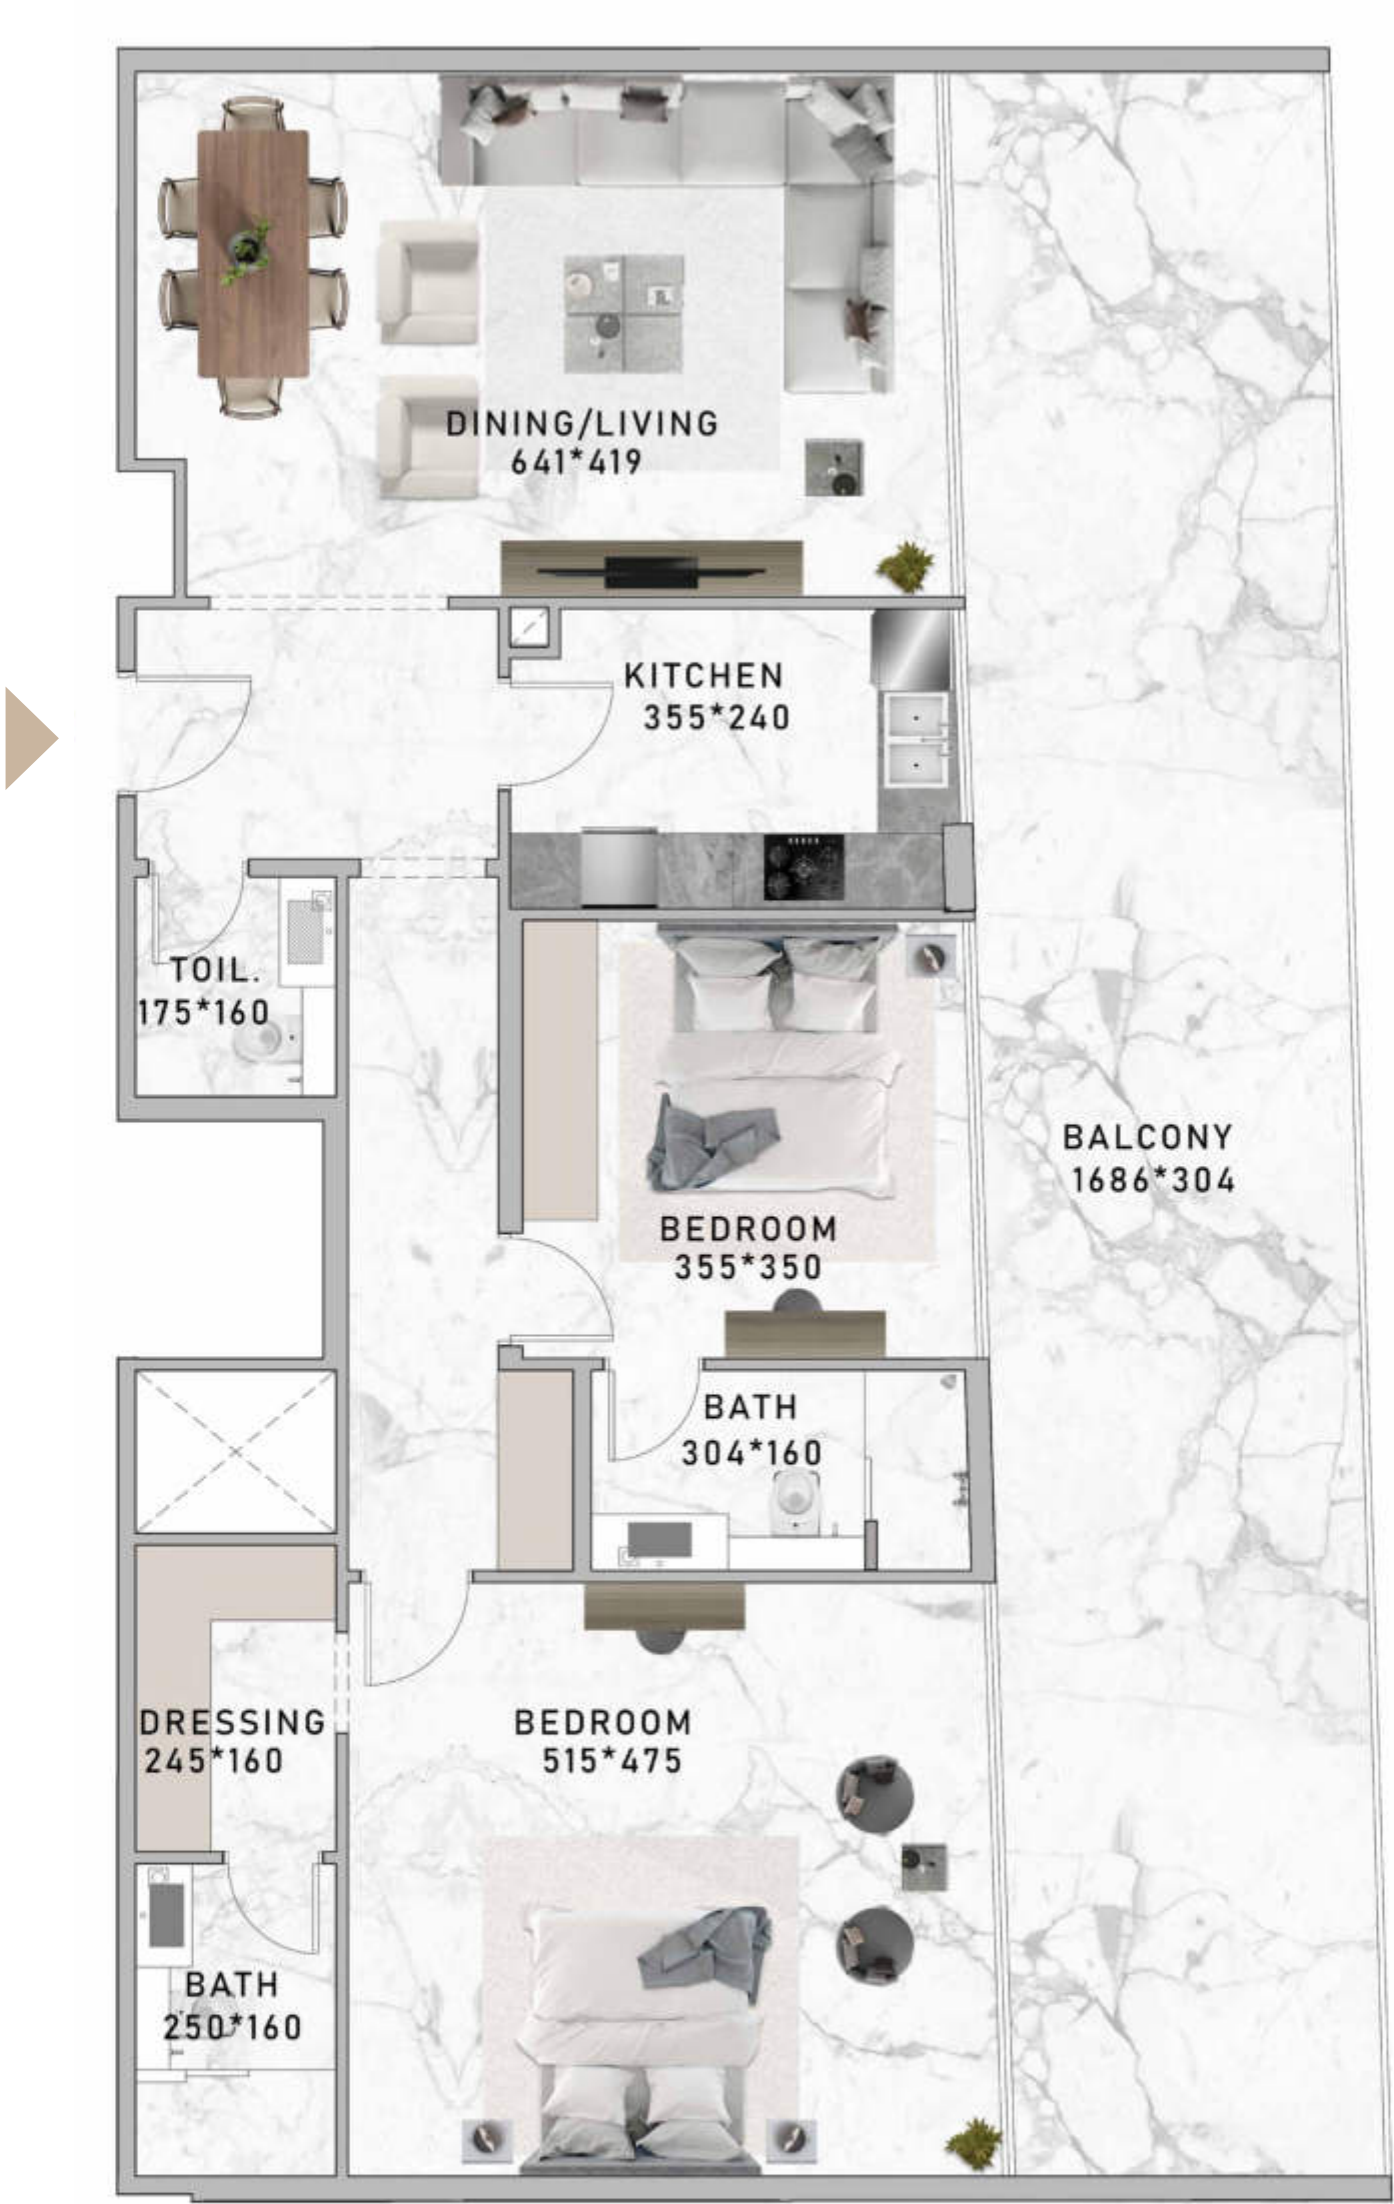 DINING/LIVING
641*419
KITCHEN
355*240
TOIL.
175*160
BALCONY
1686*304
BEDROOM
355*350
BATH
304*160
DRESSING
245*160
BEDROOM
515*475
BATH
250*160